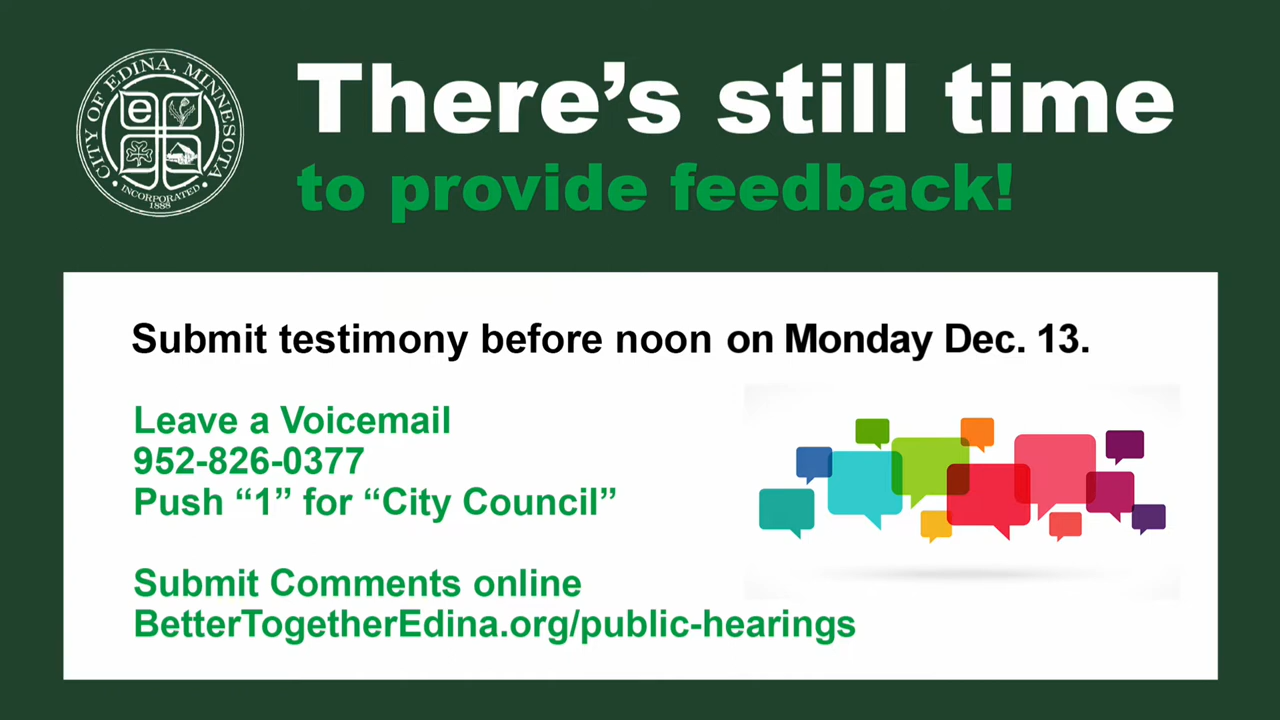 CITY OF EDINA, MINNESOTA
e
INCORPORATED
1888
There’s still time
to provide feedback!
Submit testimony before noon on Monday Dec. 13.
Leave a Voicemail
952-826-0377
Push “1” for “City Council”
Submit Comments online
BetterTogetherEdina.org/public-hearings